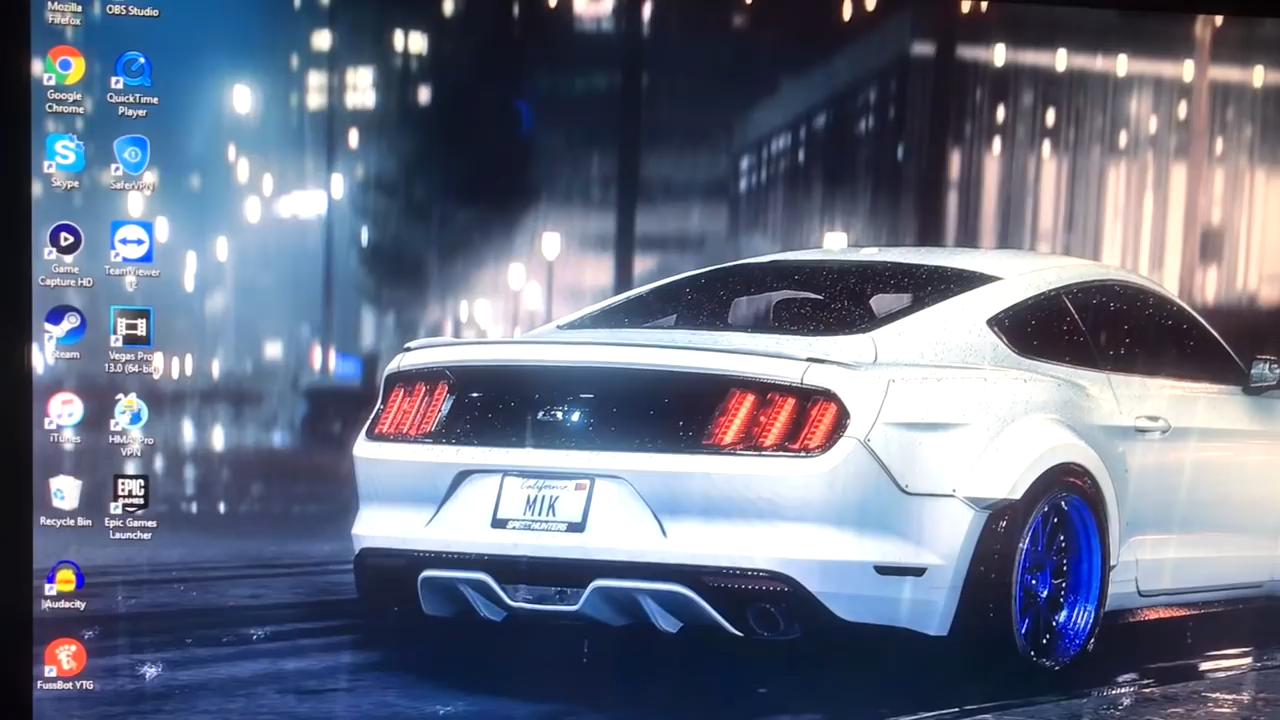 Mozilla
Firefox
OBS Studio
Google
Chrome
QuickTime
Player
Skype
SaferVPN
Game
Capture HD
TeamViewer
12
Steam
Vegas Pro
13.0 (64-bit)
iTunes
HMA! Pro
VPN
Recycle Bin
EPIC
GAMES
Epic Games
Launcher
Audacity
FussBot YTG
California
MIK
SPEEDHUNTERS